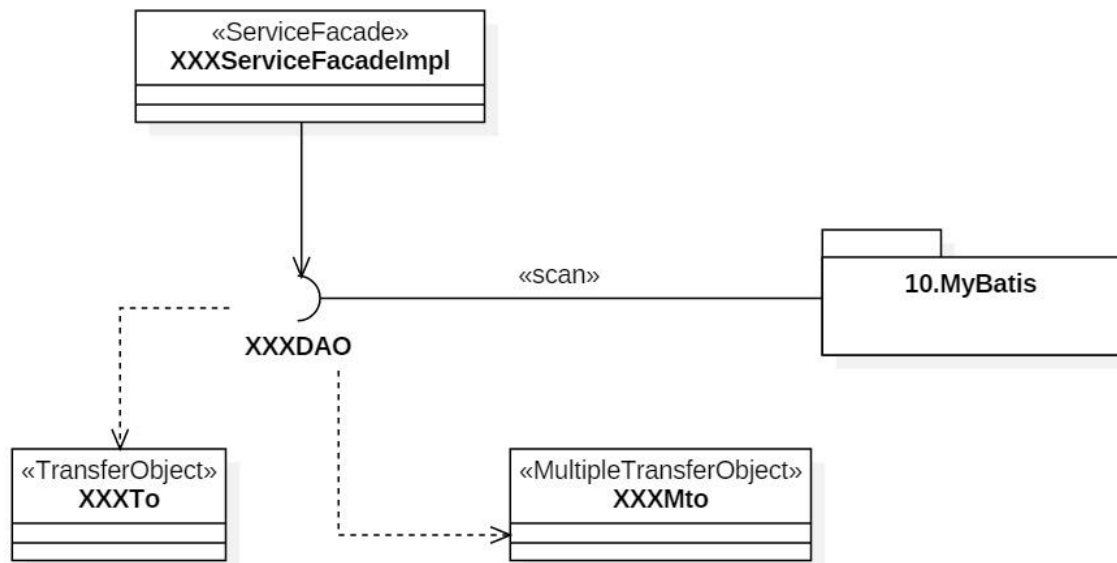 «ServiceFacade»
XXXServiceFacadeImpl
«scan»
10.MyBatis
XXXDAO
«TransferObject»
XXXTo
«MultipleTransferObject»
XXXMto